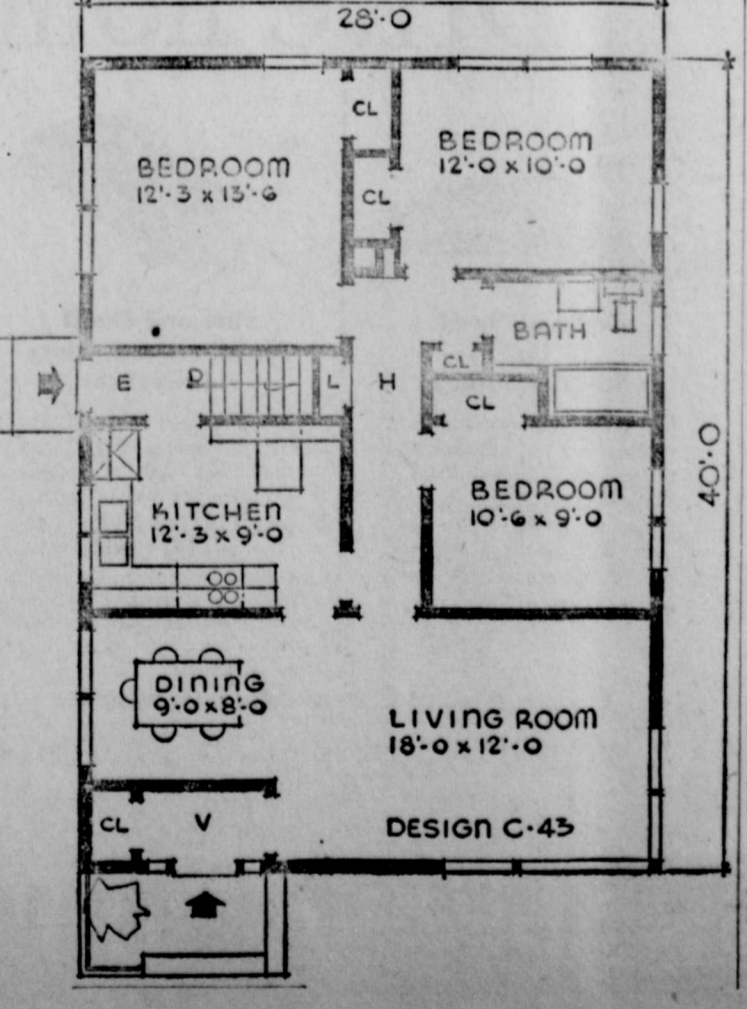 28'-0
CL
BEDROOM
12'-0 x 10'-0
BEDROOM
12'-3 x 13'-6
CL
BATH
CL
E
D
L
H
CL
40'-0
BEDROOM
10'-6 x 9'-0
KITCHEN
12'-3 x 9'-0
DINING
9'-0 x 8'-0
LIVING ROOM
18'-0 x 12'-0
CL
V
DESIGN C-43